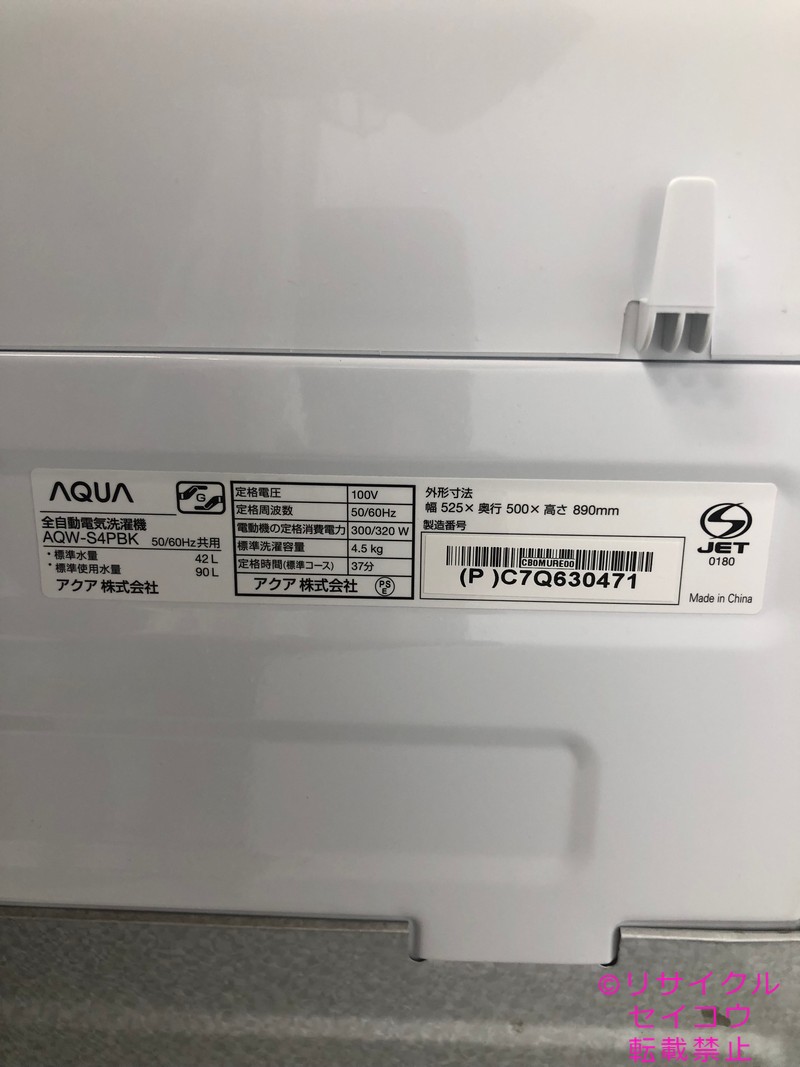 AQUA
G
全自動電気洗濯機
AQW-S4PBK 50/60Hz共用
・標準水量 42 L
・標準使用水量 90 L
アクア 株式会社
定格電圧 100V
定格周波数 50/60Hz
電動機の定格消費電力 300/320 W
標準洗濯容量 4.5 kg
定格時間(標準コース) 37分
アクア 株式会社 PSE
外形寸法
幅 525× 奥行 500× 高さ 890mm
製造番号
CB0MURE00
(P )C7Q630471
JET
0180
Made in China
©リサイクル
セイコウ
転載禁止